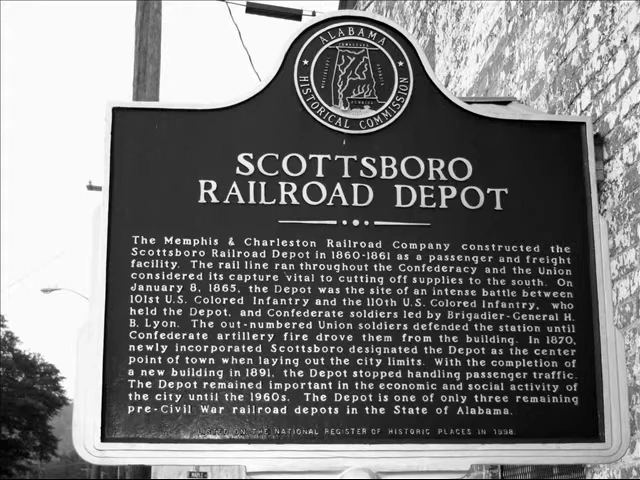 ALABAMA
HISTORICAL COMMISSION
SCOTTSBORO
RAILROAD DEPOT
The Memphis & Charleston Railroad Company constructed the
Scottsboro Railroad Depot in 1860-1861 as a passenger and freight
facility. The rail line ran throughout the Confederacy and the Union
considered its capture vital to cutting off supplies to the south. On
January 8, 1865, the Depot was the site of an intense battle between
101st U.S. Colored Infantry and the 110th U.S. Colored Infantry, who
held the Depot, and Confederate soldiers led by Brigadier-General H.
B. Lyon. The out-numbered Union soldiers defended the station until
Confederate artillery fire drove them from the building. In 1870,
newly incorporated Scottsboro designated the Depot as the center
point of town when laying out the city limits. With the completion of
a new building in 1891, the Depot stopped handling passenger traffic.
The Depot remained important in the economic and social activity of
the city until the 1960s. The Depot is one of only three remaining
pre-Civil War railroad depots in the State of Alabama.
LISTED ON THE NATIONAL REGISTER OF HISTORIC PLACES IN 1998.